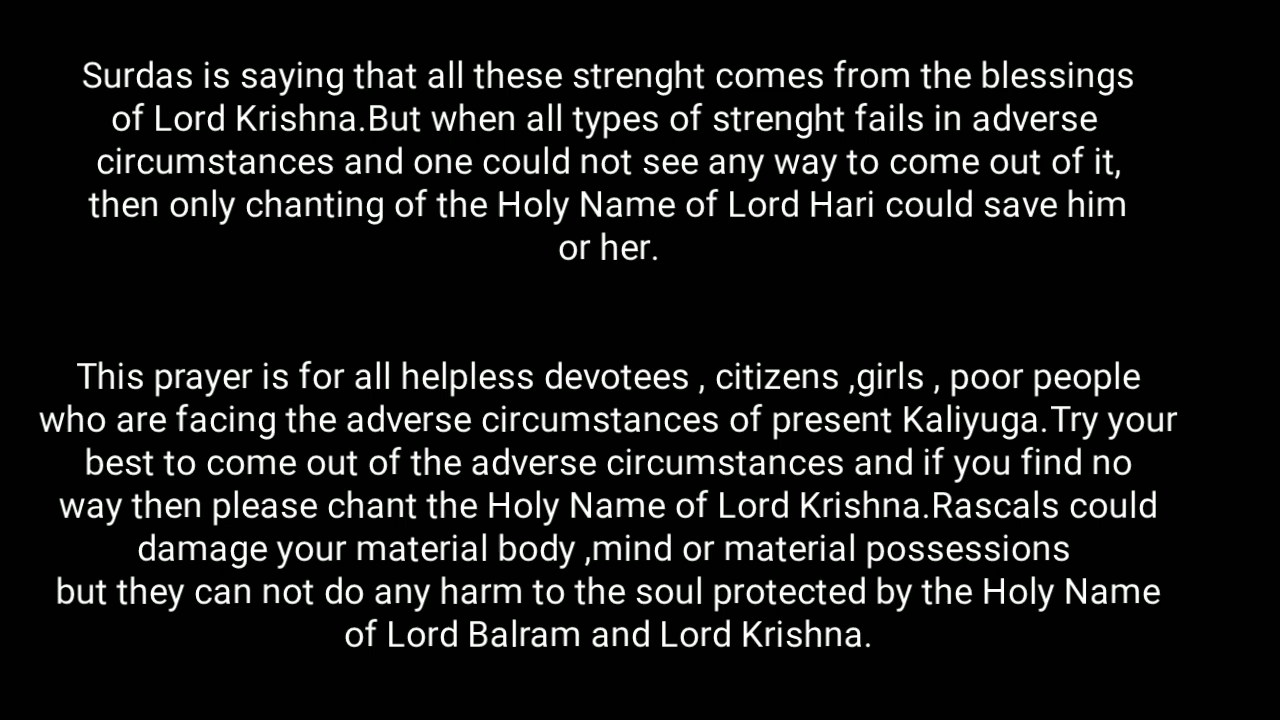 Surdas is saying that all these strenght comes from the blessings
of Lord Krishna.But when all types of strenght fails in adverse
circumstances and one could not see any way to come out of it,
then only chanting of the Holy Name of Lord Hari could save him
or her.
This prayer is for all helpless devotees , citizens ,girls , poor people
who are facing the adverse circumstances of present Kaliyuga.Try your
best to come out of the adverse circumstances and if you find no
way then please chant the Holy Name of Lord Krishna.Rascals could
damage your material body ,mind or material possessions
but they can not do any harm to the soul protected by the Holy Name
of Lord Balram and Lord Krishna.